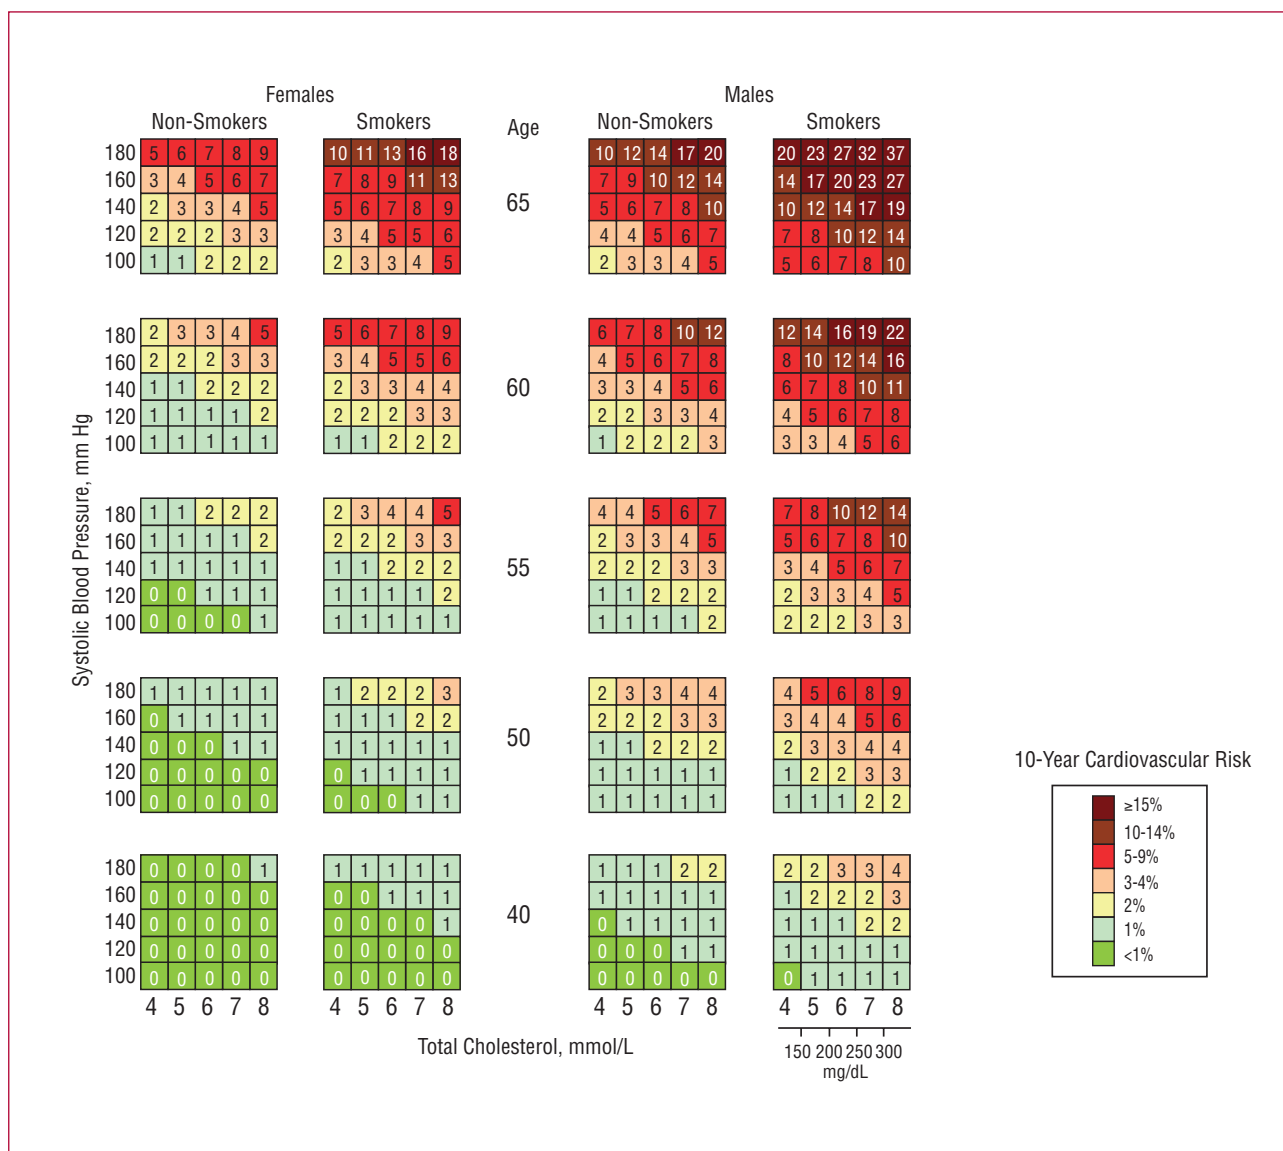 Females Males
Non-Smokers Smokers Age Non-Smokers Smokers
180 5 6 7 8 9 10 11 13 16 18 10 12 14 17 20 20 23 27 32 37
160 3 4 5 6 7 7 8 9 11 13 7 9 10 12 14 14 17 20 23 27
140 2 3 3 4 5 5 6 7 8 9 65 5 6 7 8 10 10 12 14 17 19
120 2 2 2 3 3 3 4 5 5 6 4 4 5 6 7 7 8 10 12 14
100 1 1 2 2 2 2 3 3 4 5 2 3 3 4 5 5 6 7 8 10
180 2 3 3 4 5 5 6 7 8 9 6 7 8 10 12 12 14 16 19 22
160 2 2 2 3 3 3 4 5 5 6 4 5 6 7 8 8 10 12 14 16
140 1 1 2 2 2 2 3 3 4 4 60 3 3 4 5 6 6 7 8 10 11
120 1 1 1 1 2 2 2 2 3 3 2 2 3 3 4 4 5 6 7 8
100 1 1 1 1 1 1 1 2 2 2 1 2 2 2 3 3 3 4 5 6
Systolic Blood Pressure, mm Hg
180 1 1 2 2 2 2 3 4 4 5 4 4 5 6 7 7 8 10 12 14
160 1 1 1 1 2 2 2 2 3 3 2 3 3 4 5 5 6 7 8 10
140 1 1 1 1 1 1 1 2 2 2 55 2 2 2 3 3 3 4 5 6 7
120 0 0 1 1 1 1 1 1 1 2 1 1 2 2 2 2 3 3 4 5
100 0 0 0 0 1 1 1 1 1 1 1 1 1 1 2 2 2 2 3 3
180 1 1 1 1 1 1 2 2 2 3 2 3 3 4 4 4 5 6 8 9
160 0 1 1 1 1 1 1 1 2 2 2 2 2 3 3 3 4 4 5 6
140 0 0 0 1 1 1 1 1 1 1 50 1 1 2 2 2 2 3 3 4 4
120 0 0 0 0 0 0 1 1 1 1 1 1 1 1 1 1 2 2 3 3
100 0 0 0 0 0 0 0 0 1 1 1 1 1 1 1 1 1 1 2 2
180 0 0 0 0 1 1 1 1 1 1 1 1 1 2 2 2 2 3 3 4
160 0 0 0 0 0 0 0 1 1 1 1 1 1 1 1 1 2 2 2 3
140 0 0 0 0 0 0 0 0 0 1 40 0 1 1 1 1 1 1 1 2 2
120 0 0 0 0 0 0 0 0 0 0 0 0 0 1 1 1 1 1 1 1
100 0 0 0 0 0 0 0 0 0 0 0 0 0 0 0 0 1 1 1 1
4 5 6 7 8 4 5 6 7 8 4 5 6 7 8 4 5 6 7 8
Total Cholesterol, mmol/L
150 200 250 300
mg/dL
10-Year Cardiovascular Risk
≥15%
10-14%
5-9%
3-4%
2%
1%
<1%